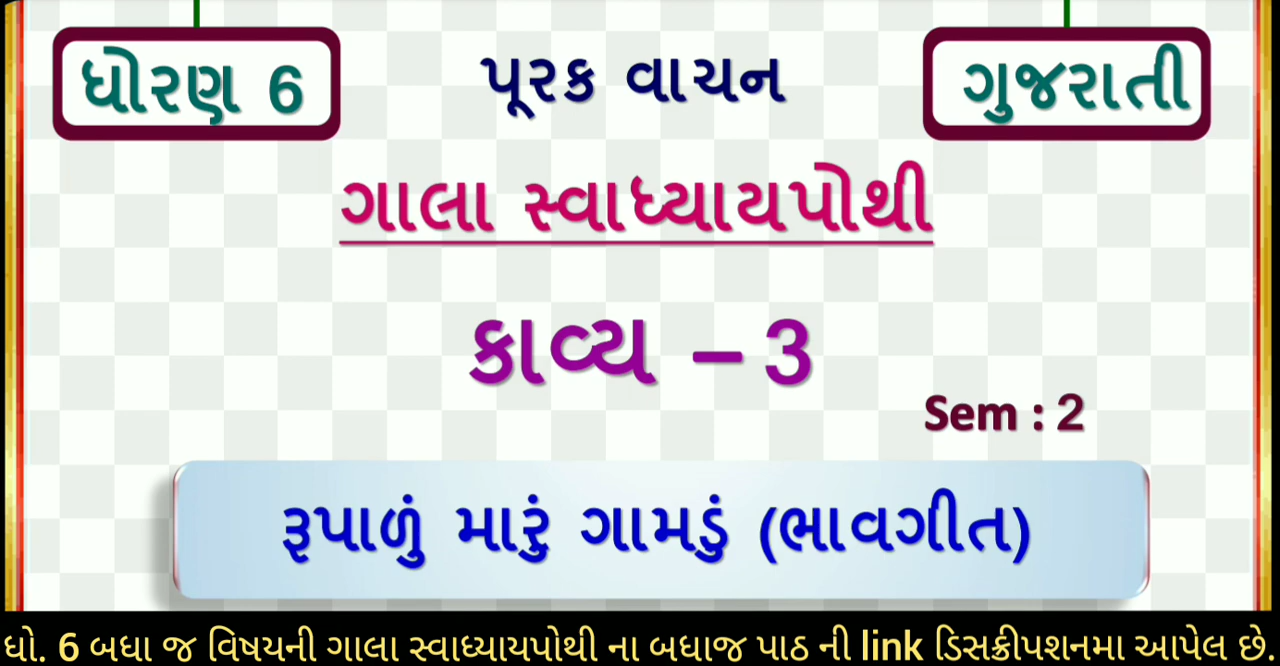 ધોરણ 6
પૂરક વાચન
ગુજરાતી
ગાલા સ્વાધ્યાયપોથી
કાવ્ય – 3
Sem : 2
રૂપાળું મારું ગામડું (ભાવગીત)
ધો. 6 બધા જ વિષયની ગાલા સ્વાધ્યાયપોથી ના બધાજ પાઠ ની link ડિસક્રીપશનમા આપેલ છે.